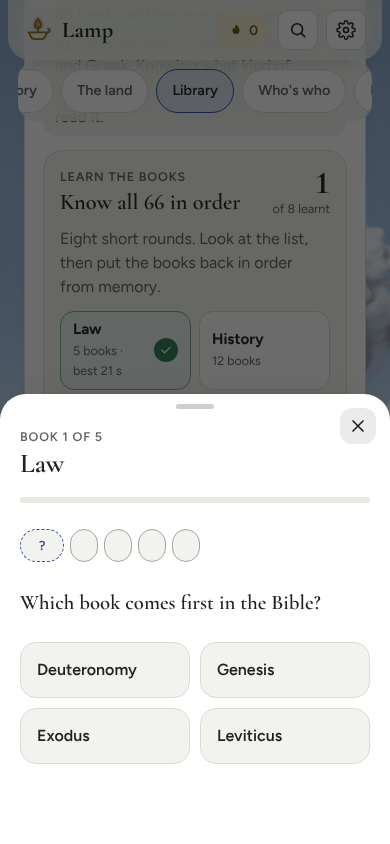 Lamp
0
ory
The land
Library
Who's who
read it.
LEARN THE BOOKS
Know all 66 in order
1
of 8 learnt
Eight short rounds. Look at the list,
then put the books back in order
from memory.
Law
5 books ·
best 21 s
History
12 books
BOOK 1 OF 5
Law
?
Which book comes first in the Bible?
Deuteronomy
Genesis
Exodus
Leviticus